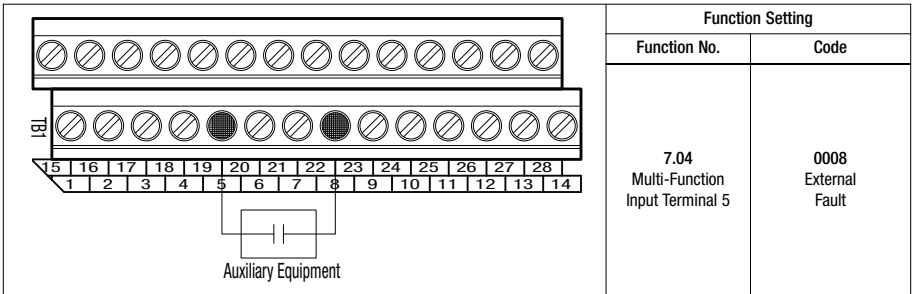 Function Setting
Function No. Code
TB1
15 16 17 18 19 20 21 22 23 24 25 26 27 28
1 2 3 4 5 6 7 8 9 10 11 12 13 14
Auxiliary Equipment
7.04
Multi-Function
Input Terminal 5
0008
External
Fault